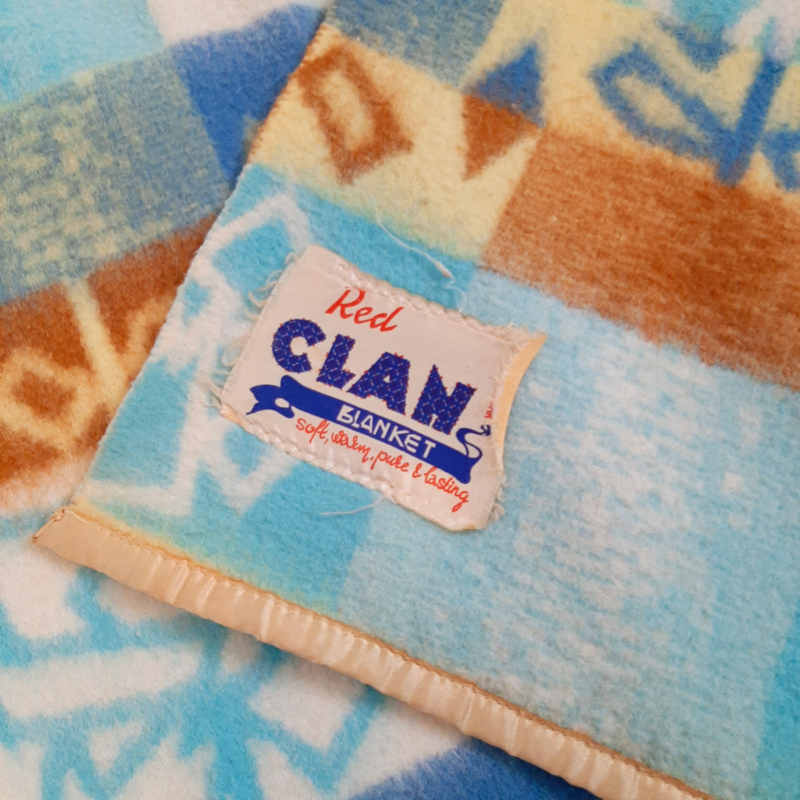 Red
CLAN
BLANKET
soft, warm, pure & lasting